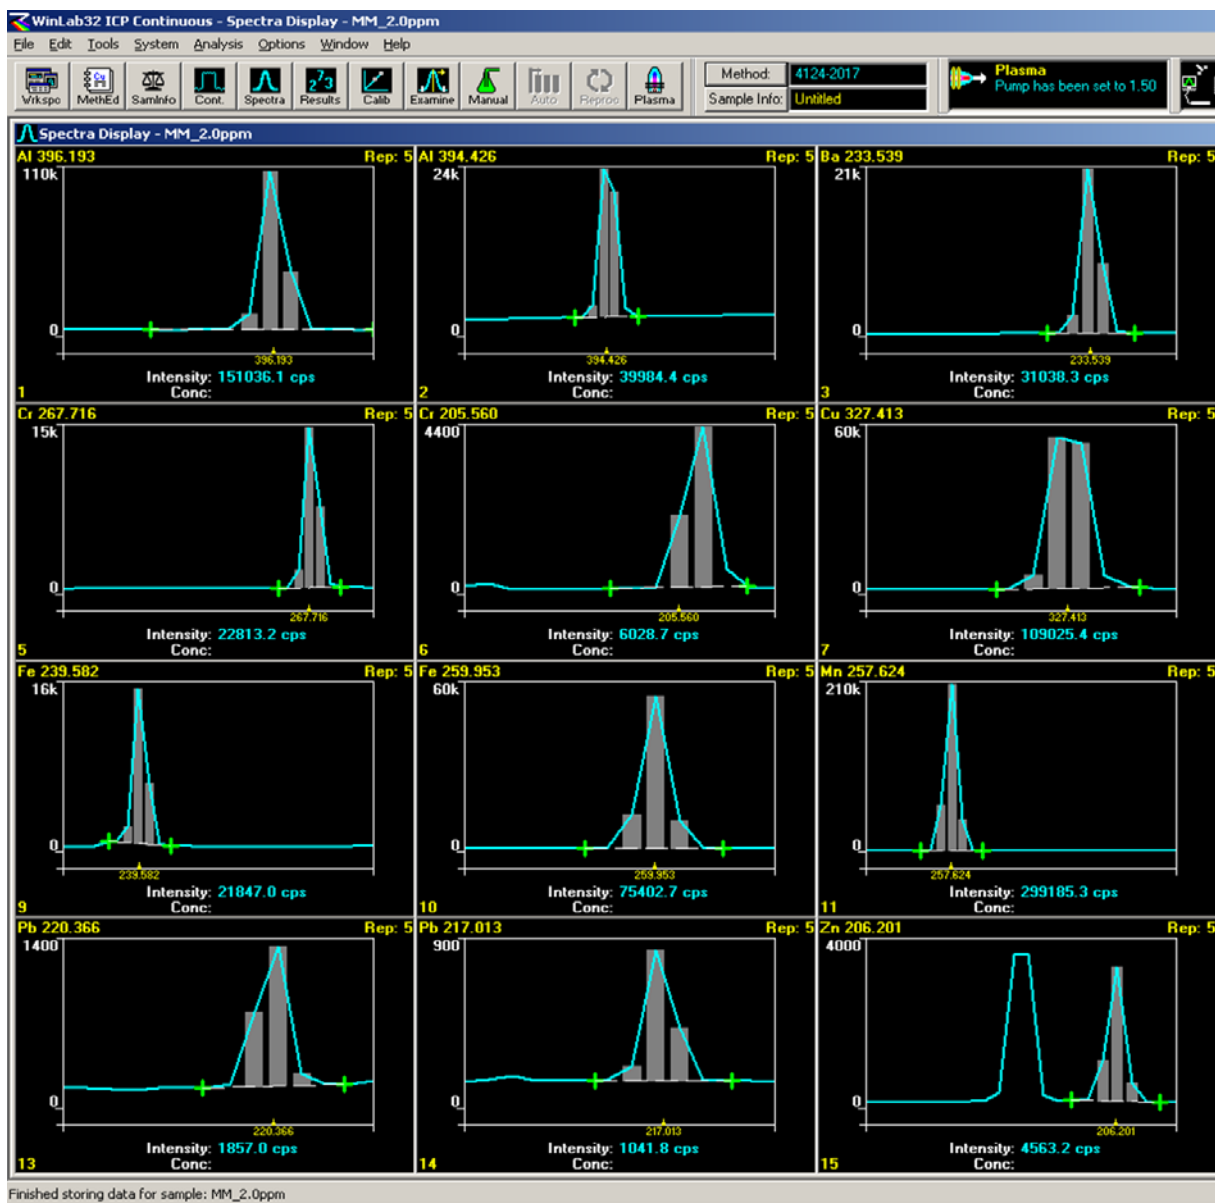 WinLab32 ICP Continuous - Spectra Display - MM_2.0ppm
File Edit Tools System Analysis Options Window Help
Wrkspc MethEd SamInfo Cont. Spectra Results Calib Examine Manual Auto Reproc Plasma
Method: 4124-2017
Sample Info: Untitled
Plasma
Pump has been set to 1.50
Spectra Display - MM_2.0ppm
Al 396.193 Rep: 5
110k
0
396.193
Intensity: 151036.1 cps
1 Conc:
Al 394.426 Rep: 5
24k
0
394.426
Intensity: 39984.4 cps
2 Conc:
Ba 233.539 Rep: 5
21k
0
233.539
Intensity: 31038.3 cps
3 Conc:
Cr 267.716 Rep: 5
15k
0
267.716
Intensity: 22813.2 cps
5 Conc:
Cr 205.560 Rep: 5
4400
0
205.560
Intensity: 6028.7 cps
6 Conc:
Cu 327.413 Rep: 5
60k
0
327.413
Intensity: 109025.4 cps
7 Conc:
Fe 239.582 Rep: 5
16k
0
239.582
Intensity: 21847.0 cps
9 Conc:
Fe 259.953 Rep: 5
60k
0
259.953
Intensity: 75402.7 cps
10 Conc:
Mn 257.624 Rep: 5
210k
0
257.624
Intensity: 299185.3 cps
11 Conc:
Pb 220.366 Rep: 5
1400
0
220.366
Intensity: 1857.0 cps
13 Conc:
Pb 217.013 Rep: 5
900
0
217.013
Intensity: 1041.8 cps
14 Conc:
Zn 206.201 Rep: 5
4000
0
206.201
Intensity: 4563.2 cps
15 Conc:
Finished storing data for sample: MM_2.0ppm